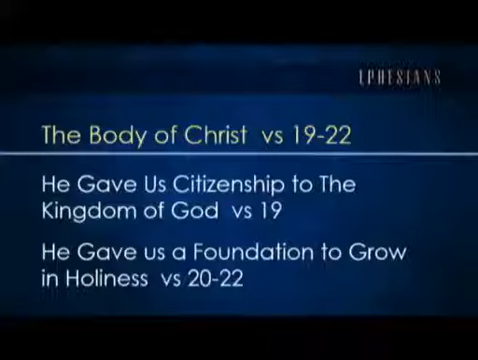 EPHESIANS
The Body of Christ vs 19-22
He Gave Us Citizenship to The
Kingdom of God vs 19
He Gave us a Foundation to Grow
in Holiness vs 20-22